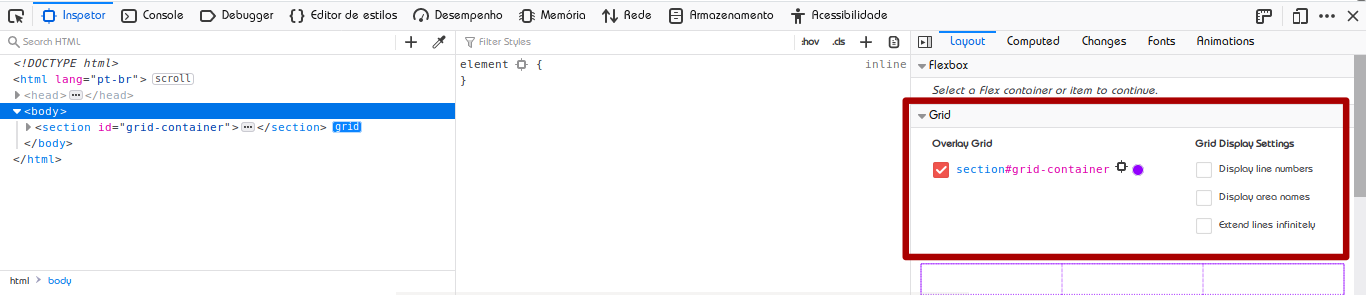 Inspetor Console Debugger Editor de estilos Desempenho Memória Rede Armazenamento Acessibilidade
Search HTML
<!DOCTYPE html>
<html lang="pt-br"> scroll
<head> ··· </head>
<body>
<section id="grid-container"> ··· </section> grid
</body>
</html>
html > body
Filter Styles :hov .cls
element { inline
}
Layout Computed Changes Fonts Animations
Flexbox
Select a Flex container or item to continue.
Grid
Overlay Grid Grid Display Settings
section#grid-container Display line numbers
Display area names
Extend lines infinitely